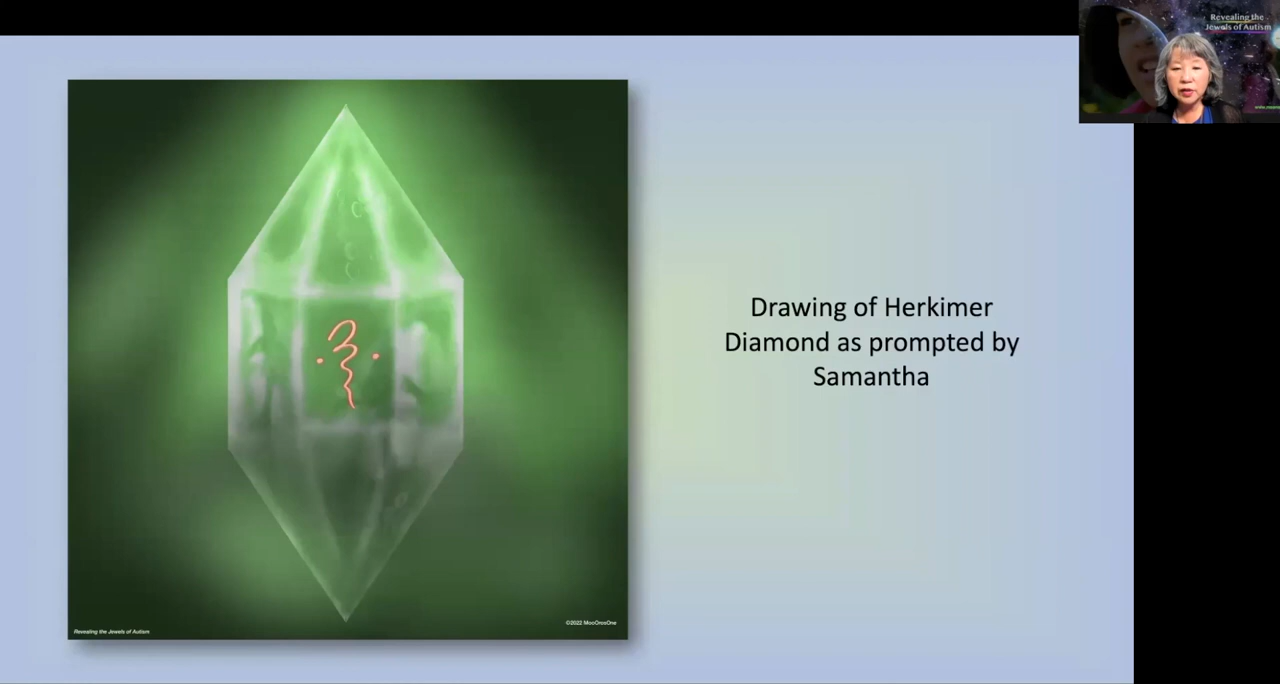 Revealing the
Jewels of Autism
Drawing of Herkimer
Diamond as prompted by
Samantha
Revealing the Jewels of Autism
©2022 MooGresOne